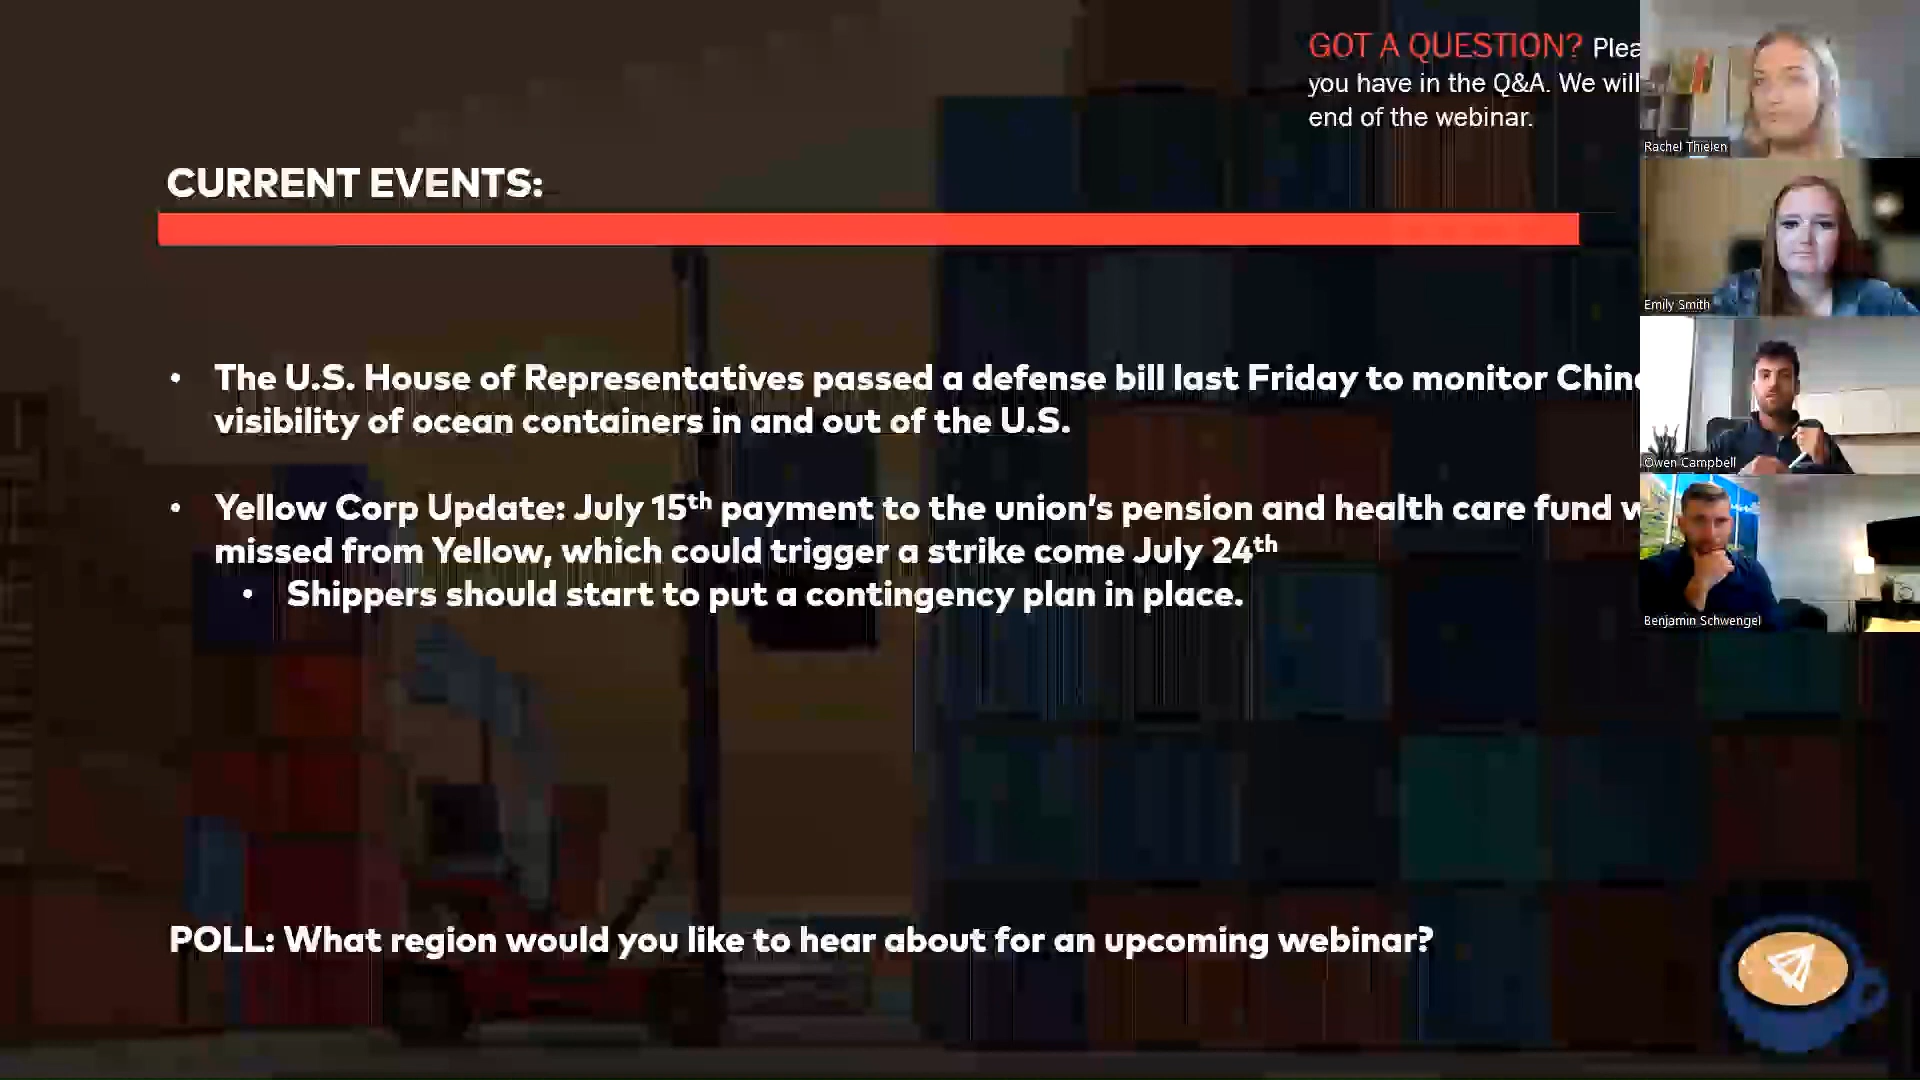 GOT A QUESTION? Plea
you have in the Q&A. We will
end of the webinar.
CURRENT EVENTS:
• The U.S. House of Representatives passed a defense bill last Friday to monitor China
visibility of ocean containers in and out of the U.S.
• Yellow Corp Update: July 15th payment to the union’s pension and health care fund w
missed from Yellow, which could trigger a strike come July 24th
• Shippers should start to put a contingency plan in place.
POLL: What region would you like to hear about for an upcoming webinar?
Rachel Thielen
Emily Smith
Owen Campbell
Benjamin Schwengel